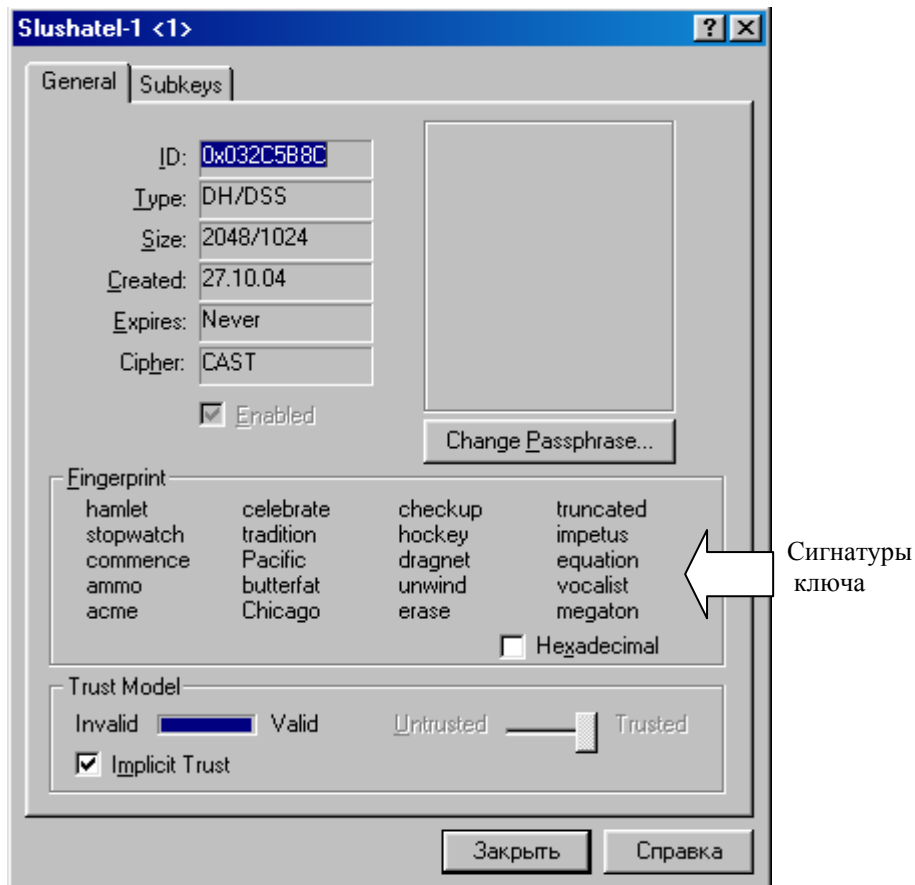 Slushatel-1 <1>
General Subkeys
ID: 0x032C5B8C
Type: DH/DSS
Size: 2048/1024
Created: 27.10.04
Expires: Never
Cipher: CAST
Enabled
Change Passphrase...
Fingerprint
hamlet celebrate checkup truncated
stopwatch tradition hockey impetus
commence Pacific dragnet equation
ammo butterfat unwind vocalist
acme Chicago erase megaton
Hexadecimal
Сигнатуры
ключа
Trust Model
Invalid Valid Untrusted Trusted
Implicit Trust
Закрыть Справка